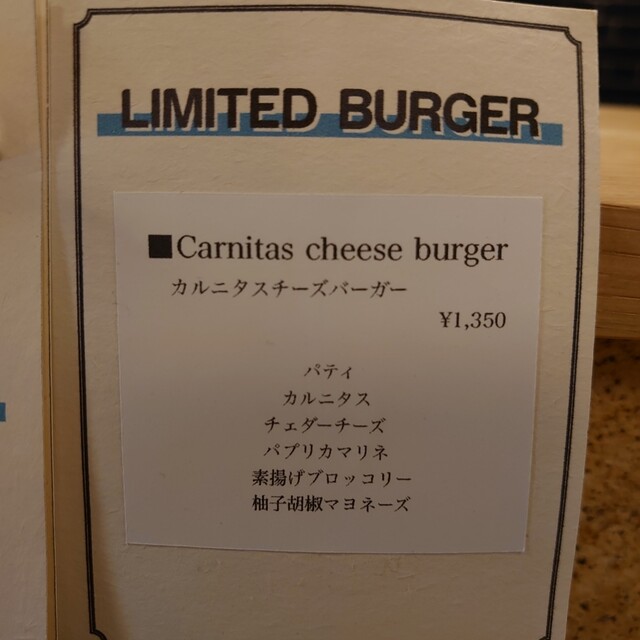 LIMITED BURGER
■Carnitas cheese burger
カルニタスチーズバーガー
¥1,350
パティ
カルニタス
チェダーチーズ
パプリカマリネ
素揚げブロッコリー
柚子胡椒マヨネーズ